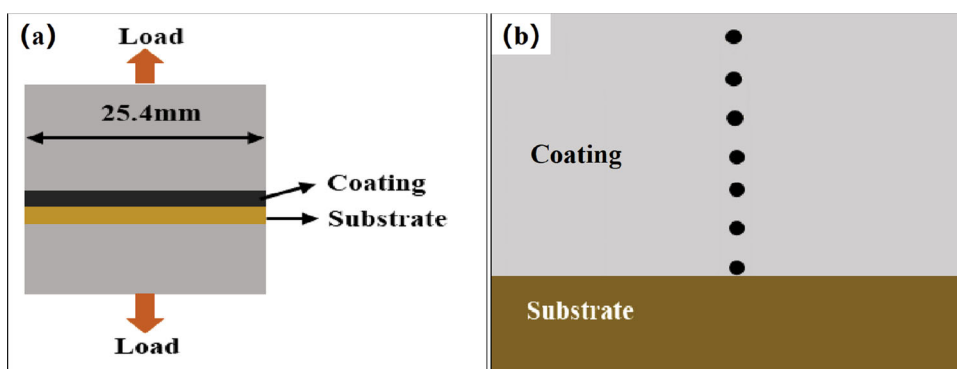 (a)
Load
25.4mm
Coating
Substrate
Load
(b)
Coating
Substrate